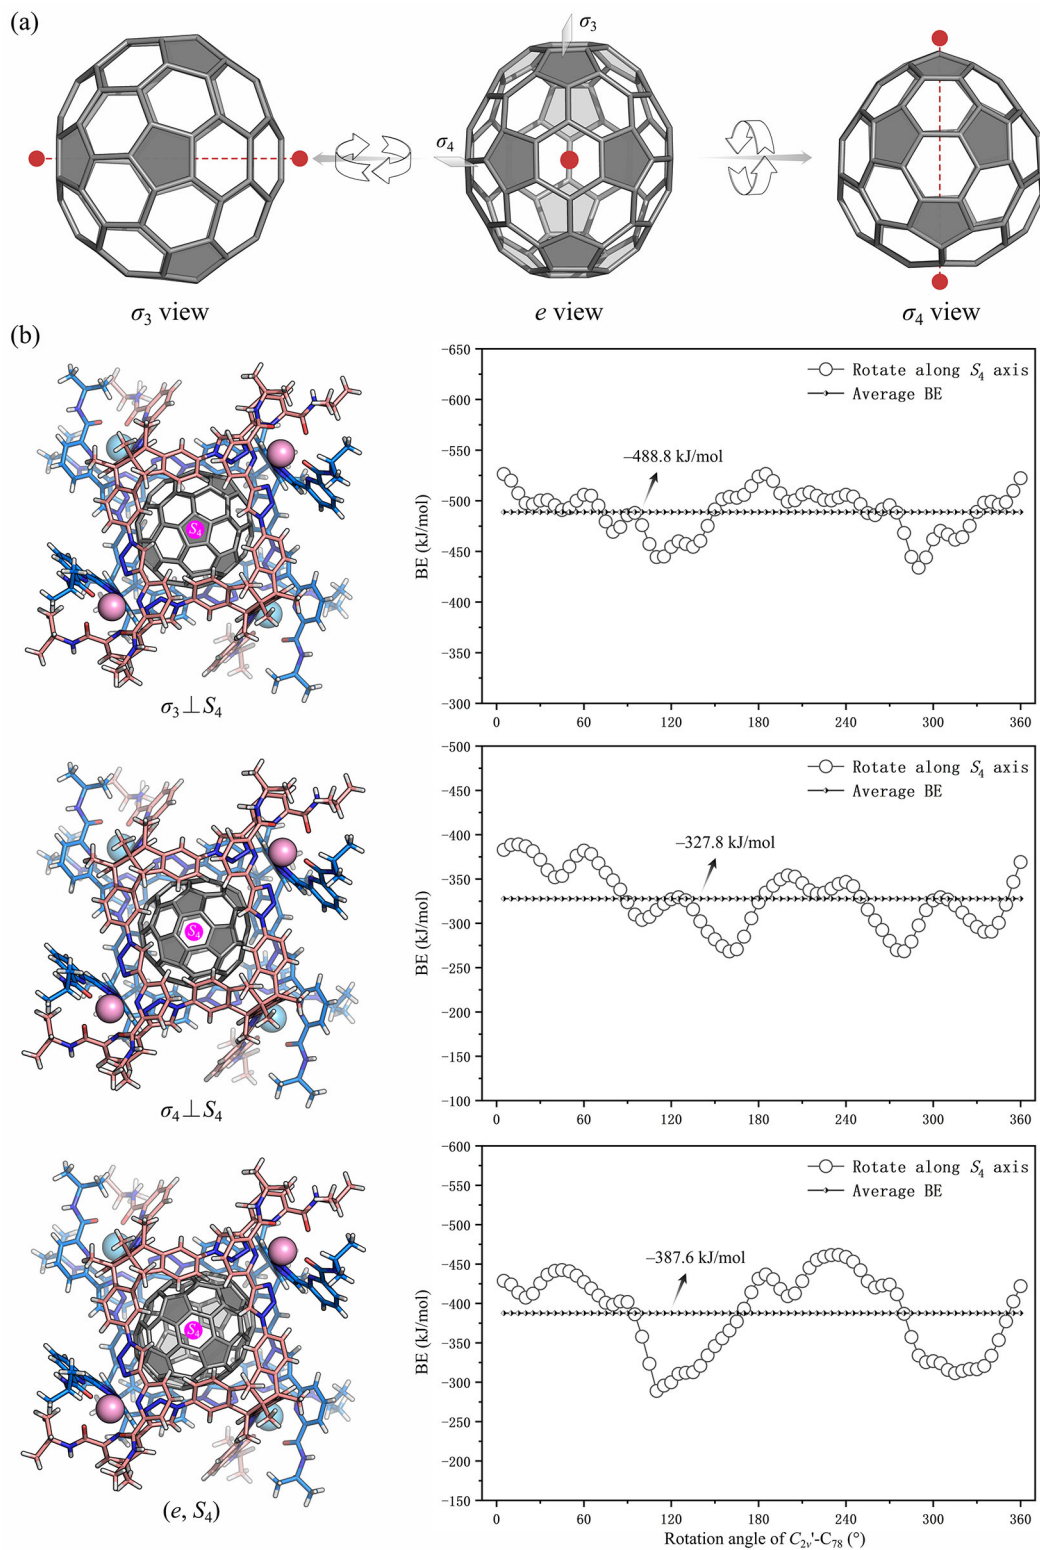 (a)
σ3
σ4
σ3 view
e view
σ4 view
(b)
S4
σ3⊥S4
-650
-600
-550
-500
-450
-400
-350
-300
BE (kJ/mol)
0 60 120 180 240 300 360
Rotate along S4 axis
Average BE
–488.8 kJ/mol
S4
σ4⊥S4
-500
-450
-400
-350
-300
-250
-200
-150
-100
BE (kJ/mol)
0 60 120 180 240 300 360
Rotate along S4 axis
Average BE
–327.8 kJ/mol
S4
(e, S4)
-600
-550
-500
-450
-400
-350
-300
-250
-200
-150
BE (kJ/mol)
0 60 120 180 240 300 360
Rotate along S4 axis
Average BE
–387.6 kJ/mol
Rotation angle of C2v'-C78 (°)